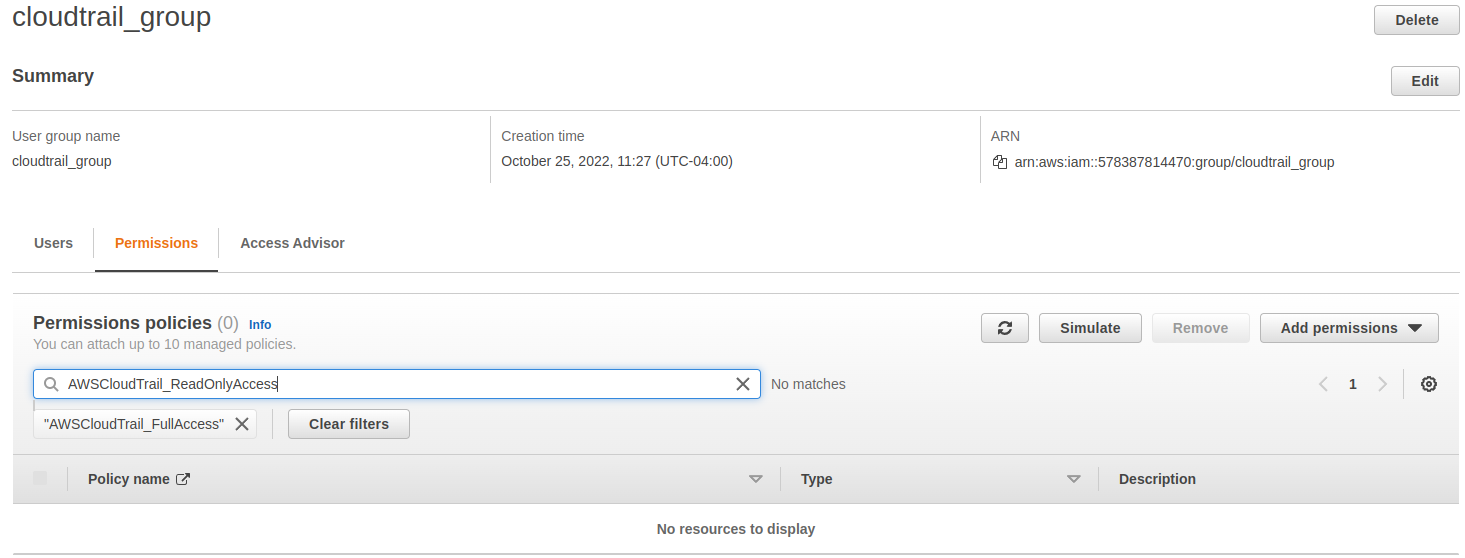 cloudtrail_group
Delete
Summary
Edit
User group name
Creation time
ARN
cloudtrail_group
October 25, 2022, 11:27 (UTC-04:00)
arn:aws:iam::578387814470:group/cloudtrail_group
Users
Permissions
Access Advisor
Permissions policies (0) Info
Simulate
Remove
Add permissions
You can attach up to 10 managed policies.
AWSCloudTrail_ReadOnlyAccess
No matches
1
"AWSCloudTrail_FullAccess"
Clear filters
Policy name
Type
Description
No resources to display